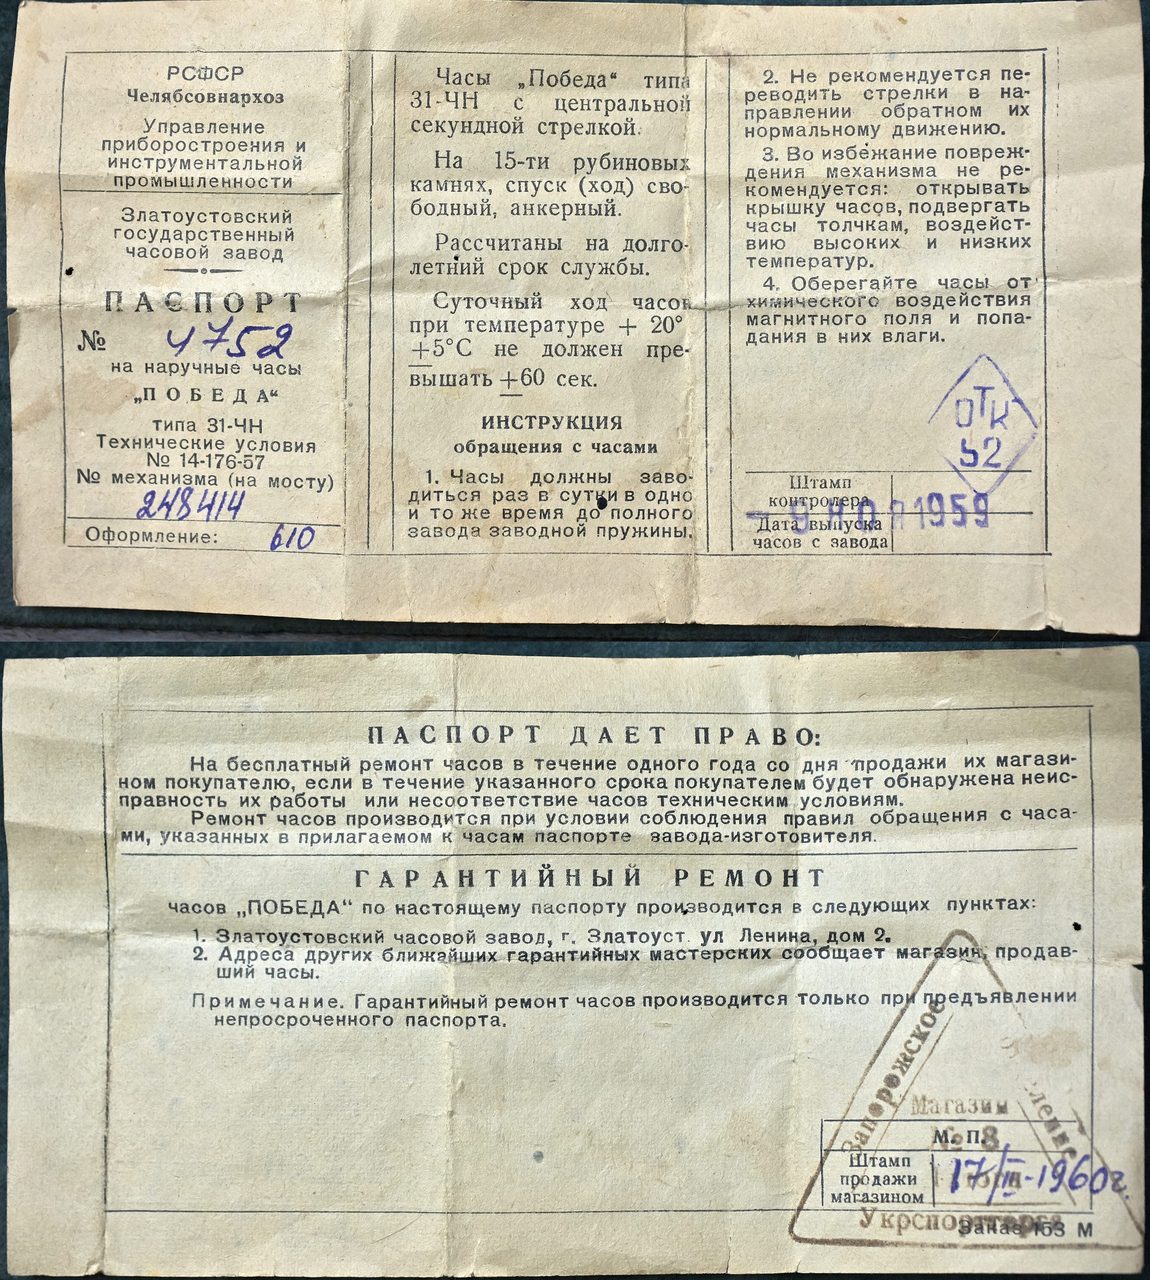 РСФСР
Челябсовнархоз
Управление
приборостроения и
инструментальной
промышленности
Златоустовский
государственный
часовой завод
ПАСПОРТ
№ 4752
на наручные часы
„ПОБЕДА“
типа 31-ЧН
Технические условия
№ 14-176-57
№ механизма (на мосту)
248414
Оформление: 610
Часы „Победа“ типа
31-ЧН с центральной
секундной стрелкой.
На 15-ти рубиновых
камнях, спуск (ход) сво-
бодный, анкерный.
Рассчитаны на долго-
летний срок службы.
Суточный ход часов
при температуре + 20°
±5°С не должен пре-
вышать ±60 сек.
ИНСТРУКЦИЯ
обращения с часами
1. Часы должны заво-
диться раз в сутки в одно
и то же время до полного
завода заводной пружины.
2. Не рекомендуется пе-
реводить стрелки в на-
правлении обратном их
нормальному движению.
3. Во избежание повреж-
дения механизма не ре-
комендуется: открывать
крышку часов, подвергать
часы толчкам, воздейст-
вию высоких и низких
температур.
4. Оберегайте часы от
химического воздействия
магнитного поля и попа-
дания в них влаги.
ОТК
52
Штамп
контролера
Дата выпуска
часов с завода
- 9 НОЯ 1959
ПАСПОРТ ДАЕТ ПРАВО:
На бесплатный ремонт часов в течение одного года со дня продажи их магази-
ном покупателю, если в течение указанного срока покупателем будет обнаружена неис-
правность их работы или несоответствие часов техническим условиям.
Ремонт часов производится при условии соблюдения правил обращения с часа-
ми, указанных в прилагаемом к часам паспорте завода-изготовителя.
ГАРАНТИЙНЫЙ РЕМОНТ
часов „ПОБЕДА“ по настоящему паспорту производится в следующих пунктах:
1. Златоустовский часовой завод, г. Златоуст. ул Ленина, дом 2.
2. Адреса других ближайших гарантийных мастерских сообщает магазин, продав-
ший часы.
Примечание. Гарантийный ремонт часов производится только при предъявлении
непросроченного паспорта.
Запорожское
Магазин
№ 8
М. П.
Штамп
продажи
магазином
17/III-1960г.
Укрспортторга
Заказ 153 М